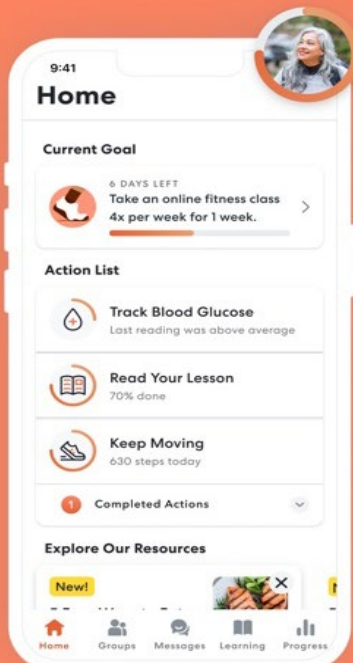 9:41
Home
Current Goal
6 DAYS LEFT
Take an online fitness class
4x per week for 1 week.
Action List
Track Blood Glucose
Last reading was above average
Read Your Lesson
70% done
Keep Moving
630 steps today
1 Completed Actions
Explore Our Resources
New!
Home Groups Messages Learning Progress